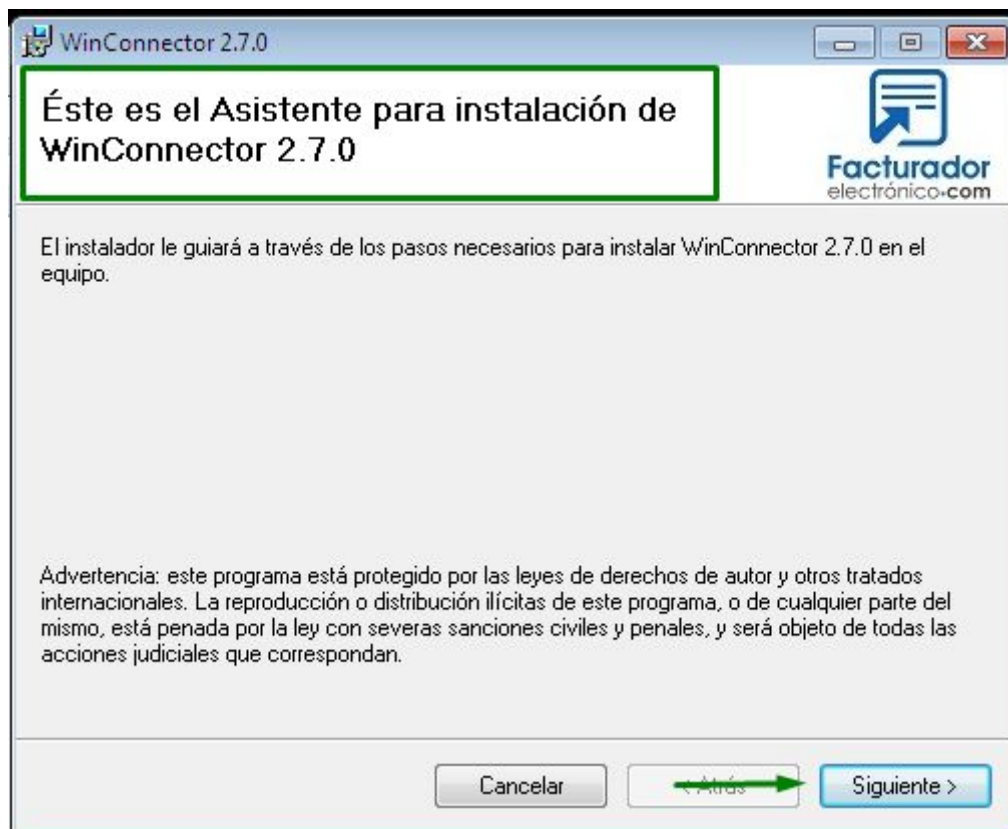 WinConnector 2.7.0
Éste es el Asistente para instalación de
WinConnector 2.7.0
Facturador
electrónico.com
El instalador le guiará a través de los pasos necesarios para instalar WinConnector 2.7.0 en el
equipo.
Advertencia: este programa está protegido por las leyes de derechos de autor y otros tratados
internacionales. La reproducción o distribución ilícitas de este programa, o de cualquier parte del
mismo, está penada por la ley con severas sanciones civiles y penales, y será objeto de todas las
acciones judiciales que correspondan.
Cancelar
< Atrás
Siguiente >